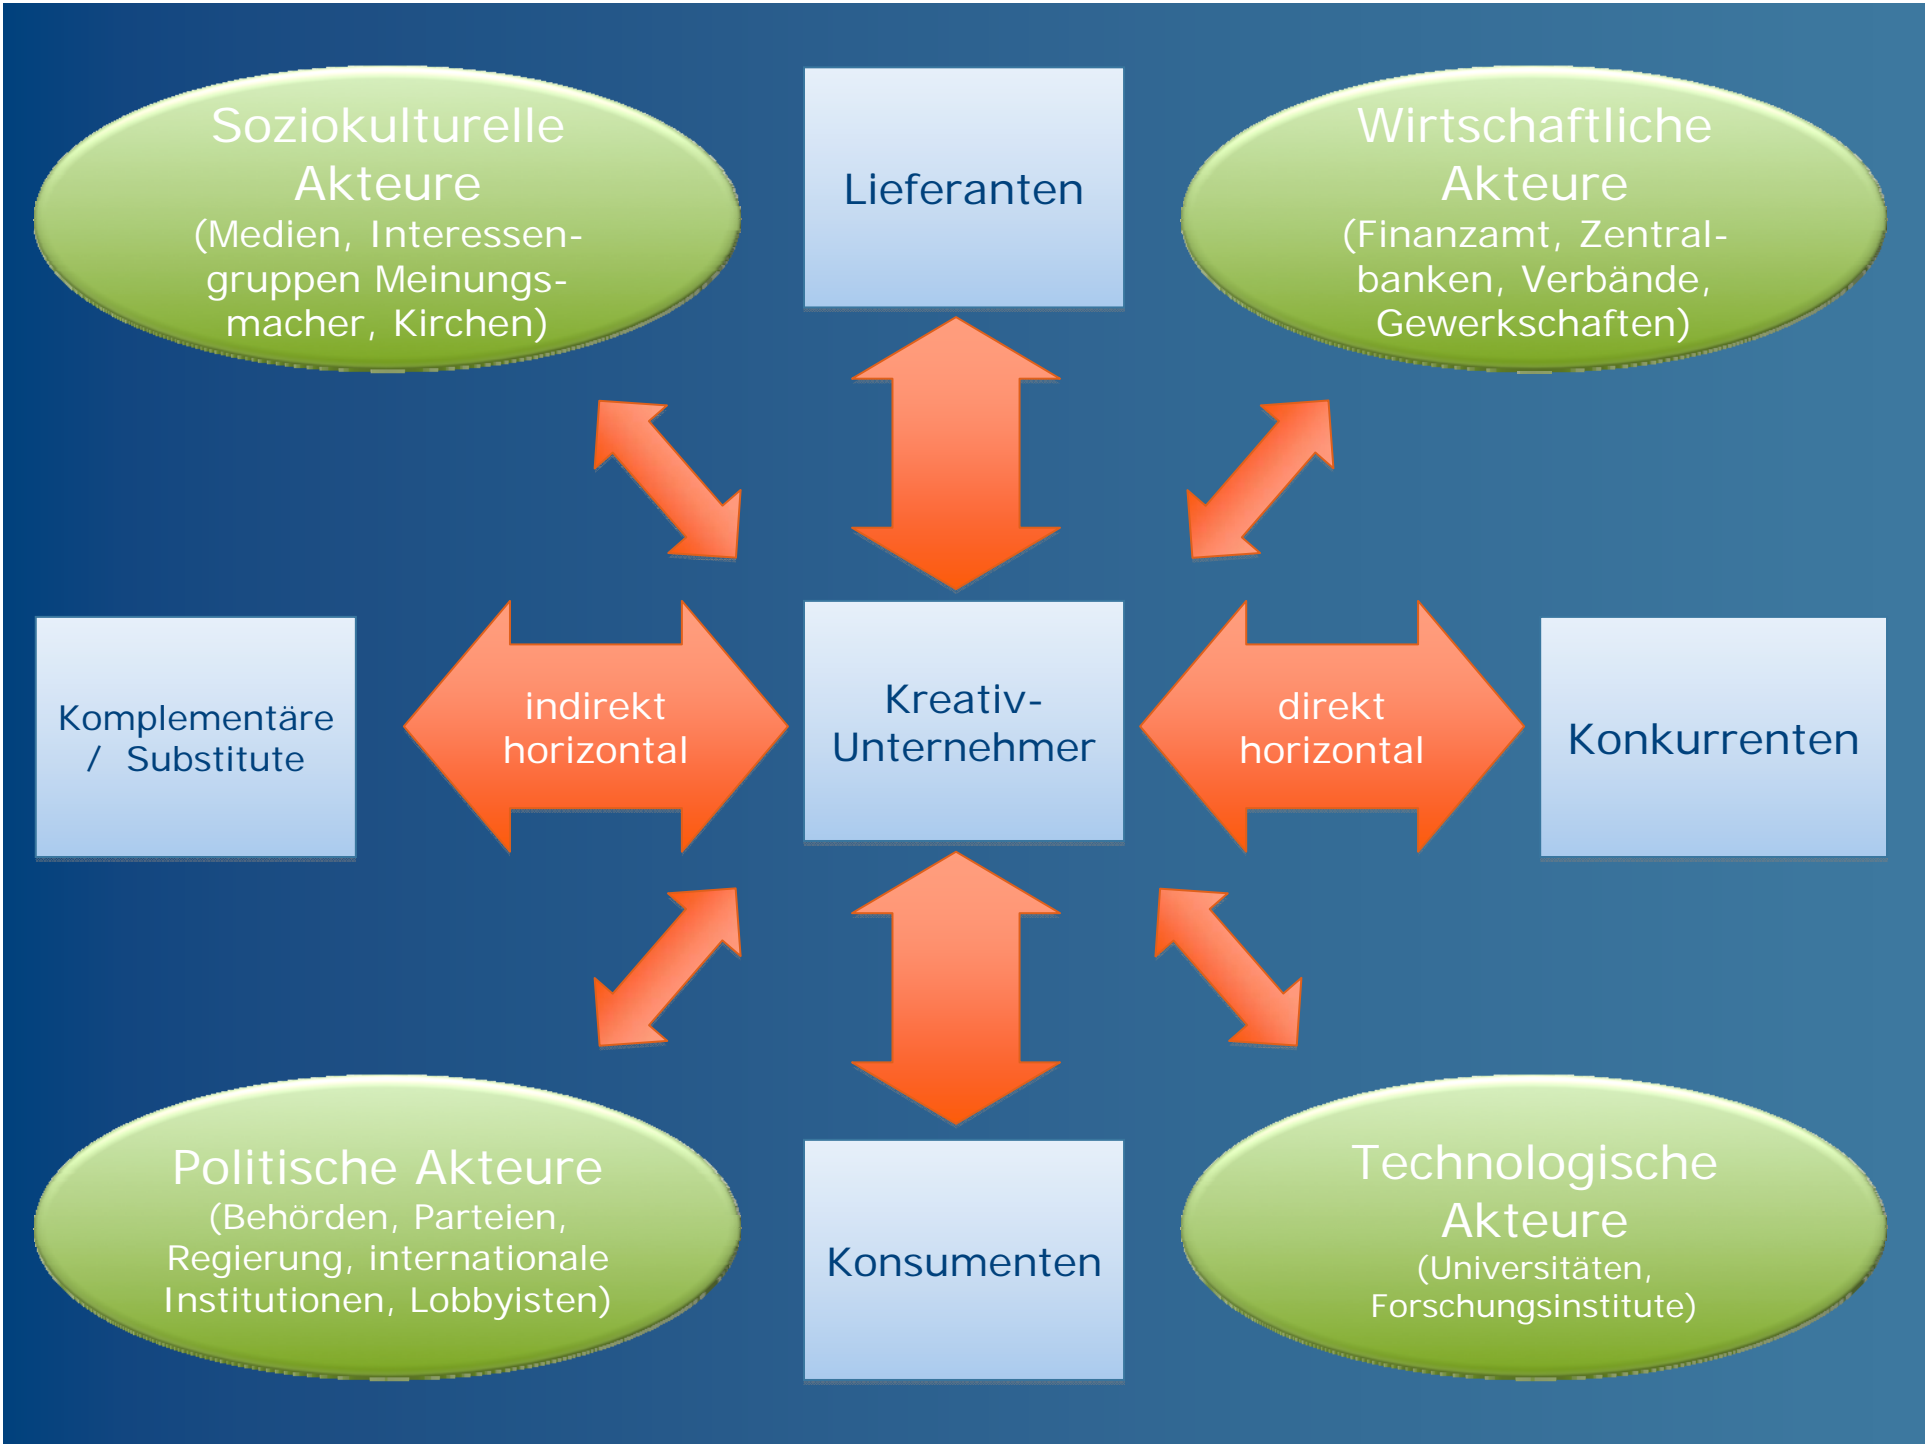 Soziokulturelle
Akteure
(Medien, Interessen-
gruppen Meinungs-
macher, Kirchen)
Lieferanten
Wirtschaftliche
Akteure
(Finanzamt, Zentral-
banken, Verbände,
Gewerkschaften)
Komplementäre
/ Substitute
indirekt
horizontal
Kreativ-
Unternehmer
direkt
horizontal
Konkurrenten
Politische Akteure
(Behörden, Parteien,
Regierung, internationale
Institutionen, Lobbyisten)
Konsumenten
Technologische
Akteure
(Universitäten,
Forschungsinstitute)